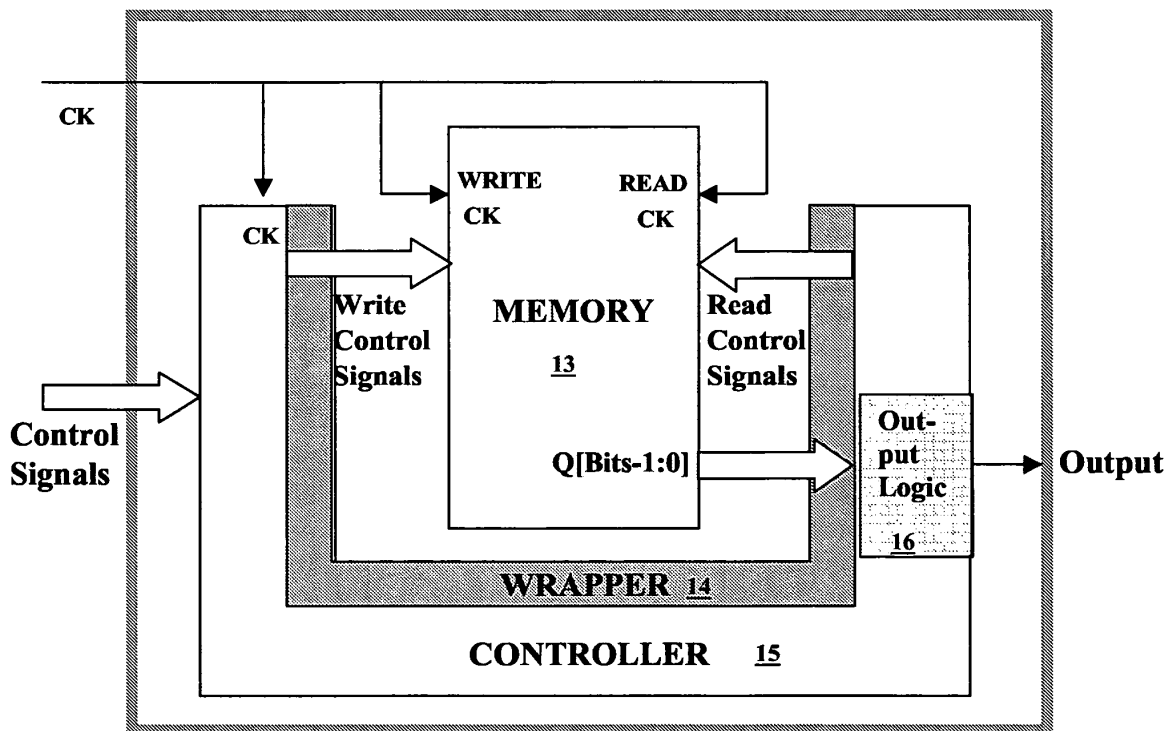 CK
WRITE
CK
READ
CK
CK
Write
Control
Signals
MEMORY
13
Read
Control
Signals
Control
Signals
Q[Bits-1:0]
Out-
put
Logic
16
Output
WRAPPER 14
CONTROLLER 15